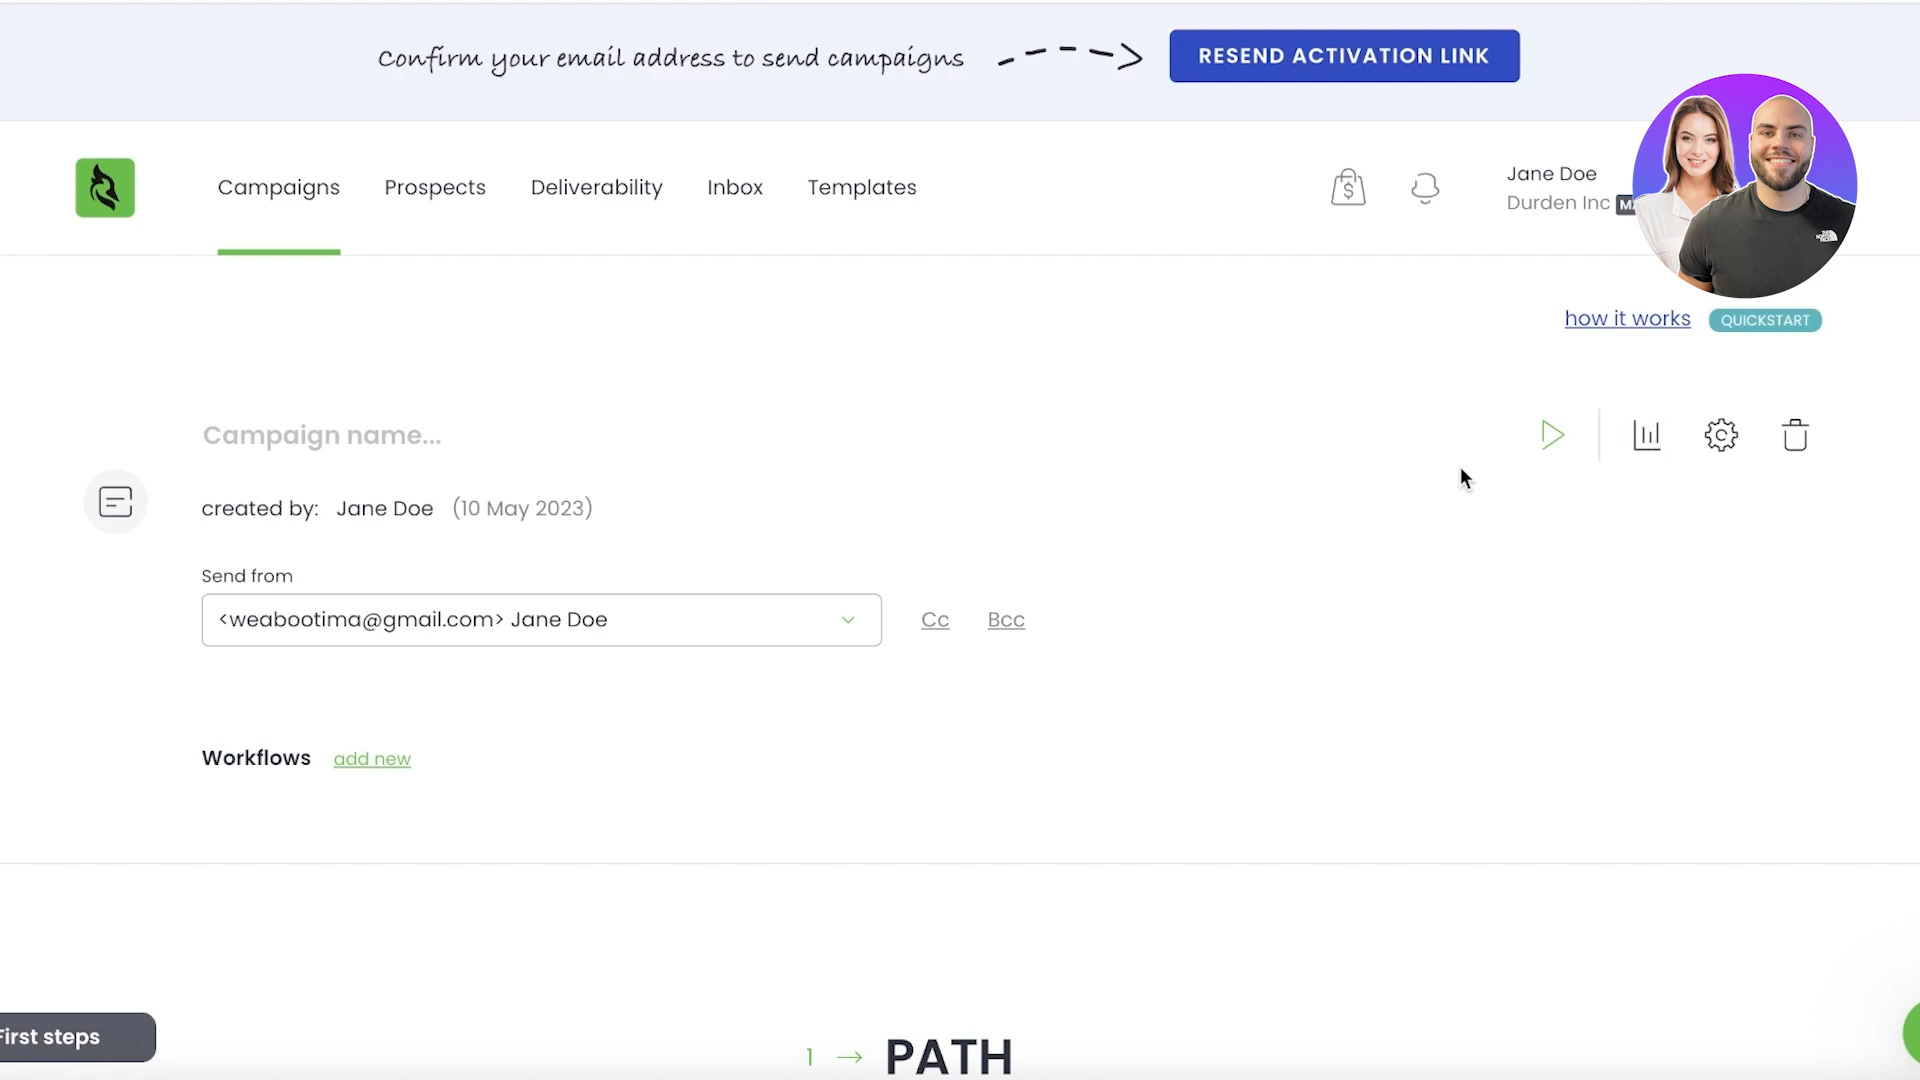 Confirm your email address to send campaigns
RESEND ACTIVATION LINK
Campaigns Prospects Deliverability Inbox Templates
Jane Doe
Durden Inc
how it works QUICKSTART
Campaign name...
created by: Jane Doe (10 May 2023)
Send from
<weabootima@gmail.com> Jane Doe
Cc Bcc
Workflows add new
First steps
1 → PATH